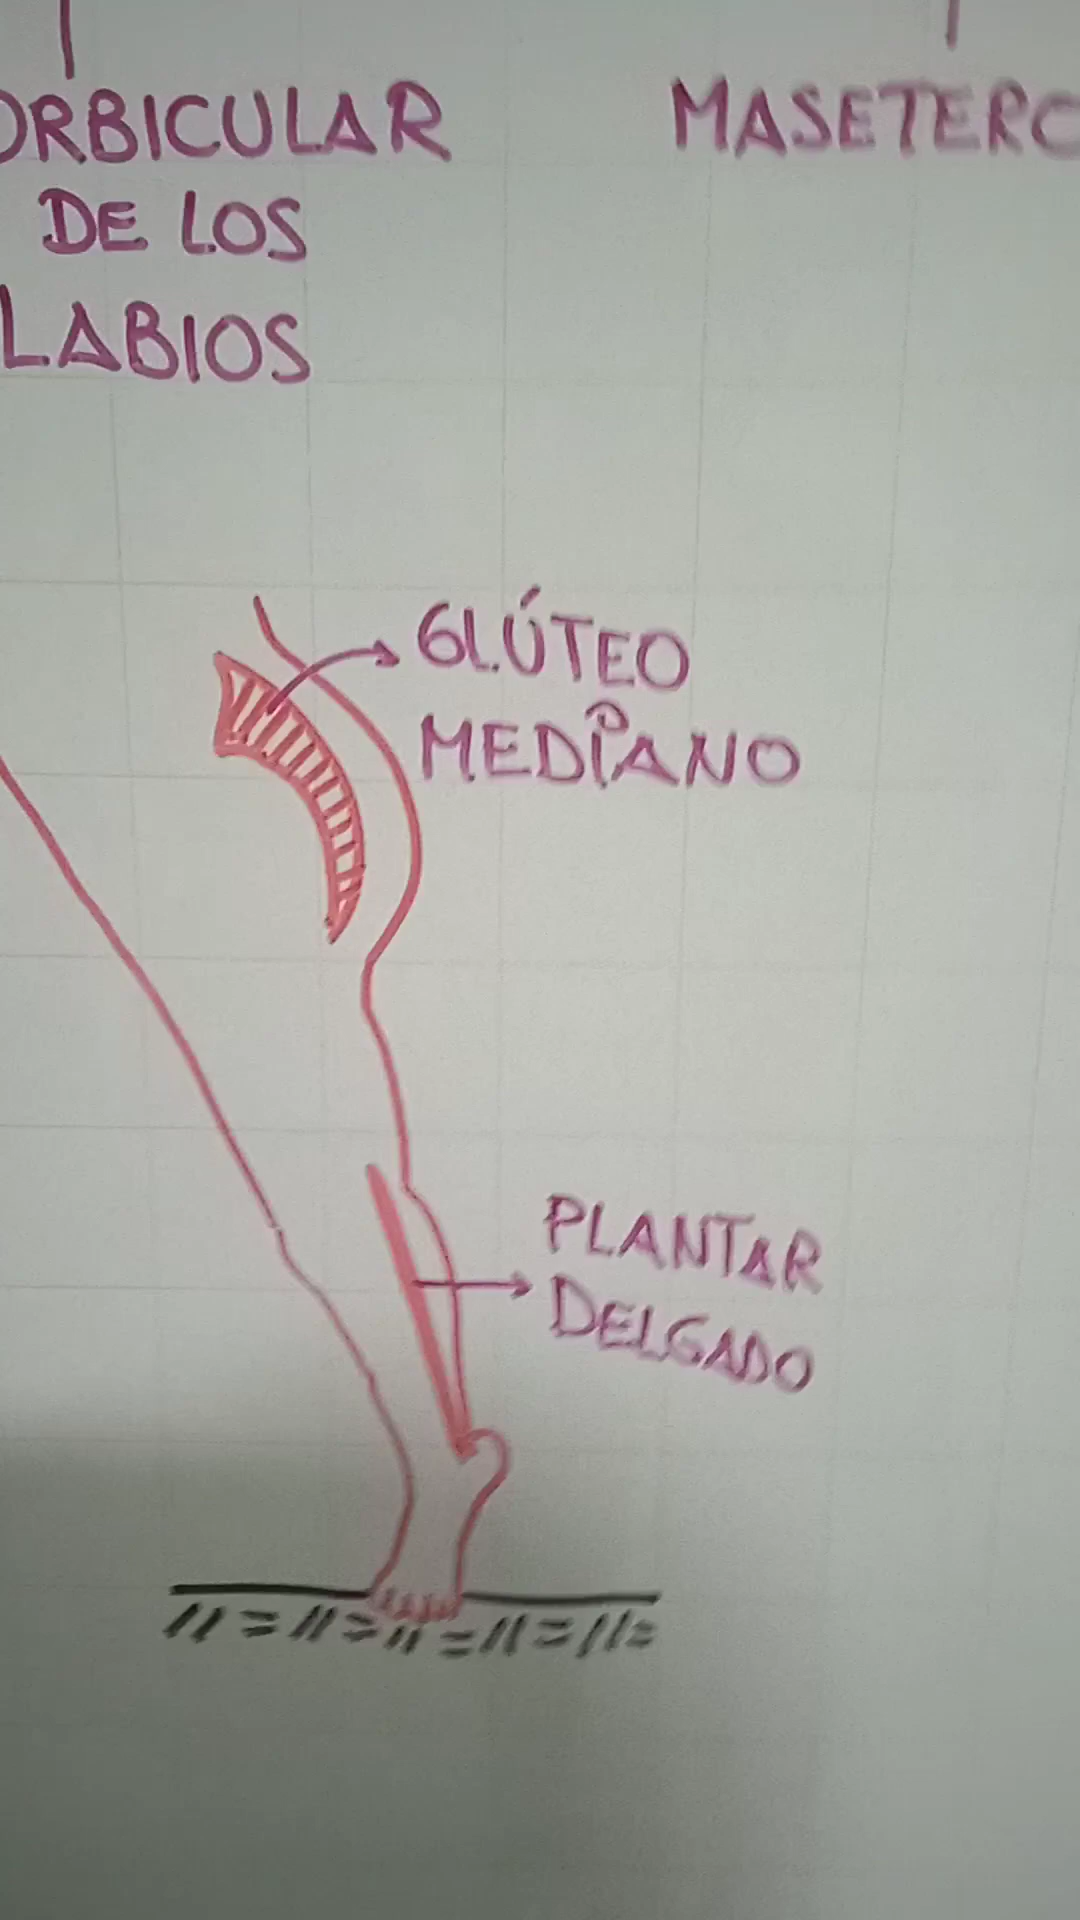 ORBICULAR
DE LOS
LABIOS
MASETERO
GLÚTEO
MEDIANO
PLANTAR
DELGADO